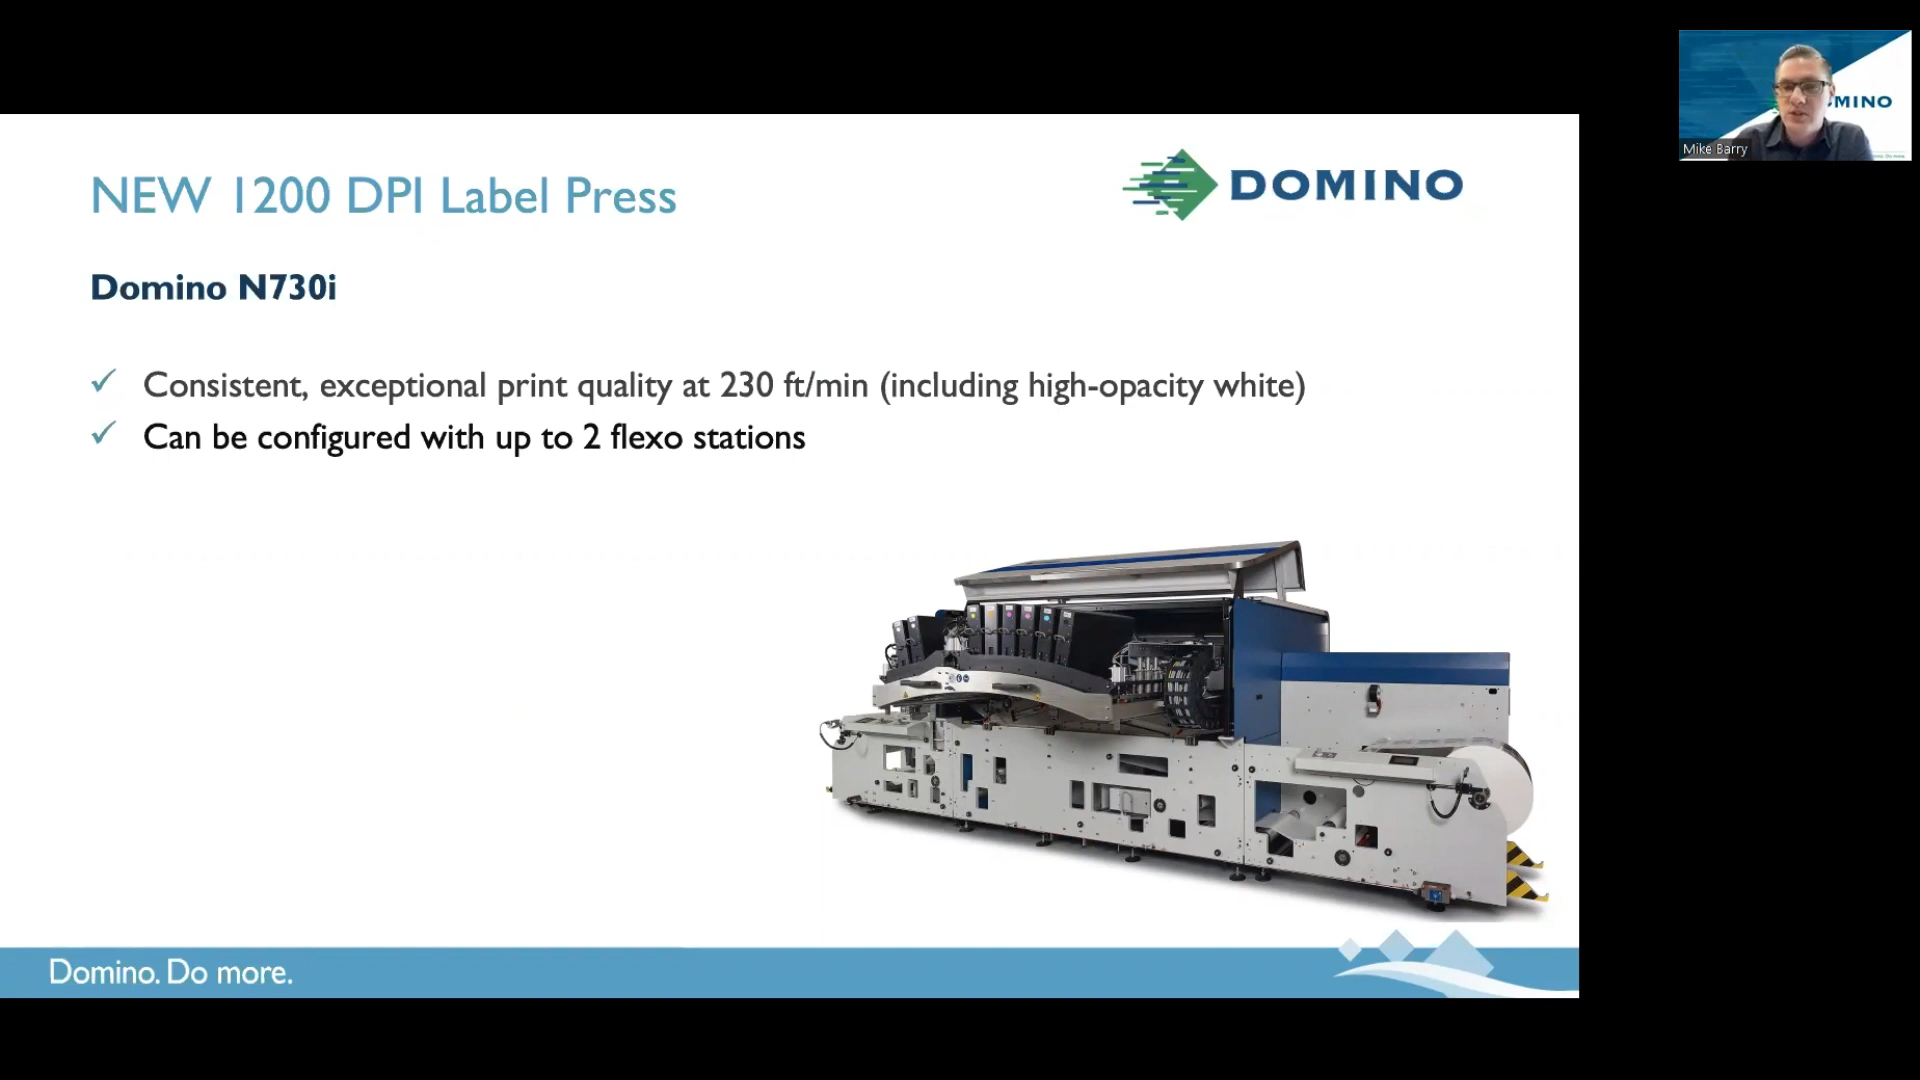 NEW 1200 DPI Label Press
DOMINO
Domino N730i
✓ Consistent, exceptional print quality at 230 ft/min (including high-opacity white)
✓ Can be configured with up to 2 flexo stations
Domino. Do more.
MINO
Mike Barry